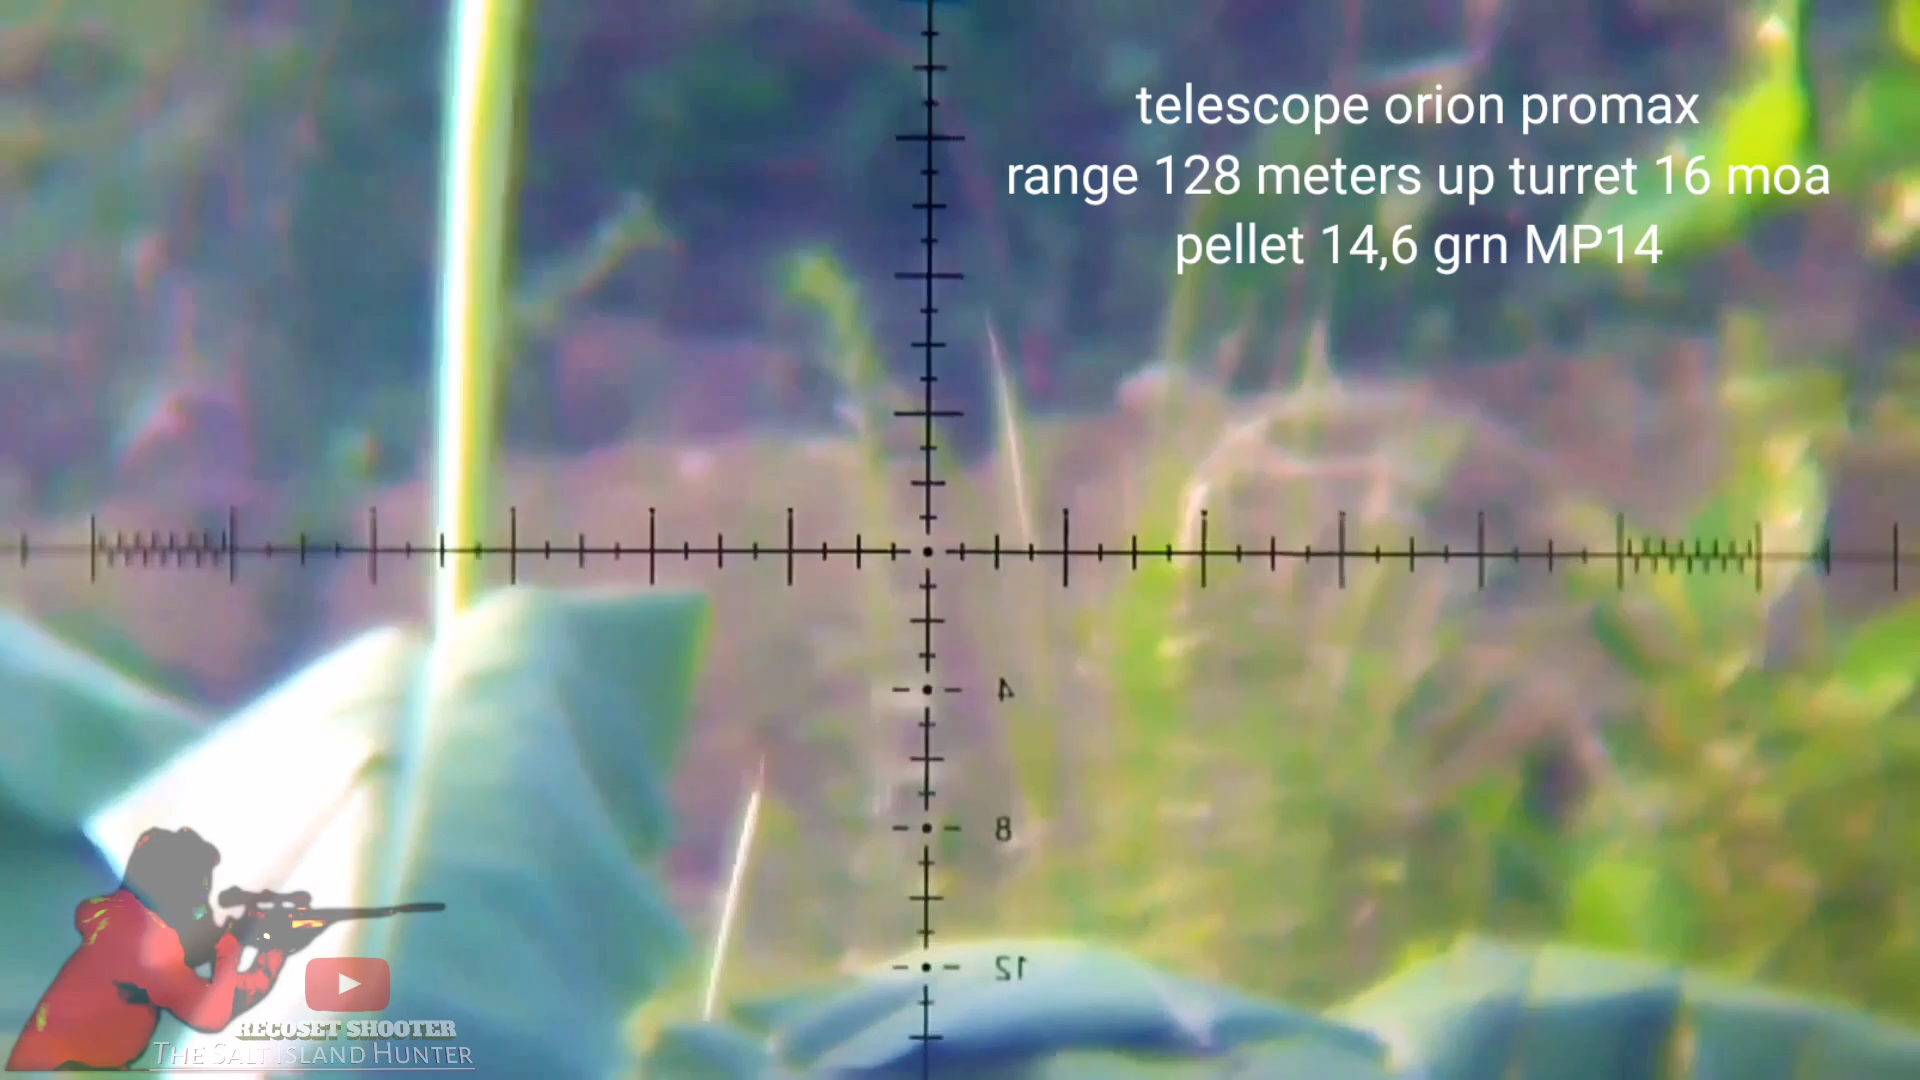 telescope orion promax
range 128 meters up turret 16 moa
pellet 14,6 grn MP14
4
8
12
RECOSET SHOOTER
THE SALT ISLAND HUNTER